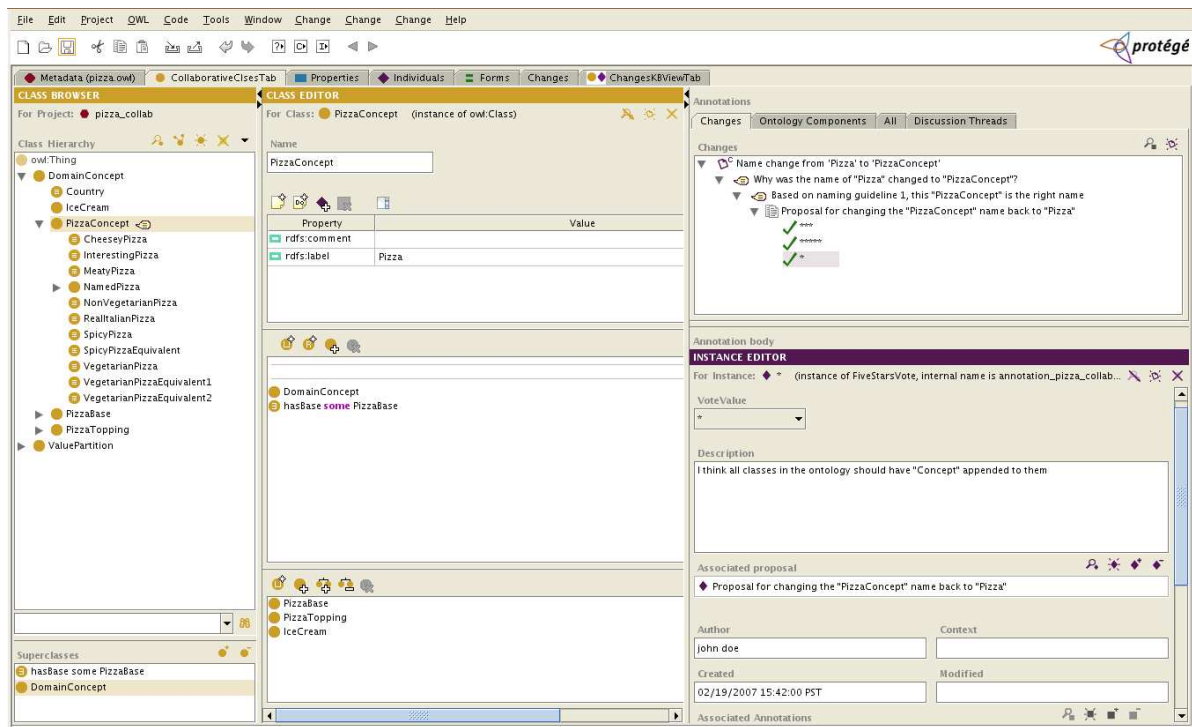 File Edit Project OWL Code Tools Window Change Change Change Help
protégé
Metadata (pizza.owl) CollaborativeClsesTab Properties Individuals Forms Changes ChangesKBViewTab
CLASS BROWSER
For Project: pizza_collab
Class Hierarchy
owl:Thing
DomainConcept
Country
IceCream
PizzaConcept
CheeseyPizza
InterestingPizza
MeatyPizza
NamedPizza
NonVegetarianPizza
RealItalianPizza
SpicyPizza
SpicyPizzaEquivalent
VegetarianPizza
VegetarianPizzaEquivalent1
VegetarianPizzaEquivalent2
PizzaBase
PizzaTopping
ValuePartition
Superclasses
hasBase some PizzaBase
DomainConcept
CLASS EDITOR
For Class: PizzaConcept (instance of owl:Class)
Name
PizzaConcept
Property Value
rdfs:comment
rdfs:label Pizza
DomainConcept
hasBase some PizzaBase
PizzaBase
PizzaTopping
IceCream
Annotations
Changes Ontology Components All Discussion Threads
Changes
Name change from 'Pizza' to 'PizzaConcept'
Why was the name of "Pizza" changed to "PizzaConcept"?
Based on naming guideline 1, this "PizzaConcept" is the right name
Proposal for changing the "PizzaConcept" name back to "Pizza"
***
*****
*
Annotation body
INSTANCE EDITOR
For Instance: * (instance of FiveStarsVote, internal name is annotation_pizza_collab...
VoteValue
*
Description
I think all classes in the ontology should have "Concept" appended to them
Associated proposal
Proposal for changing the "PizzaConcept" name back to "Pizza"
Author Context
john doe
Created Modified
02/19/2007 15:42:00 PST
Associated Annotations